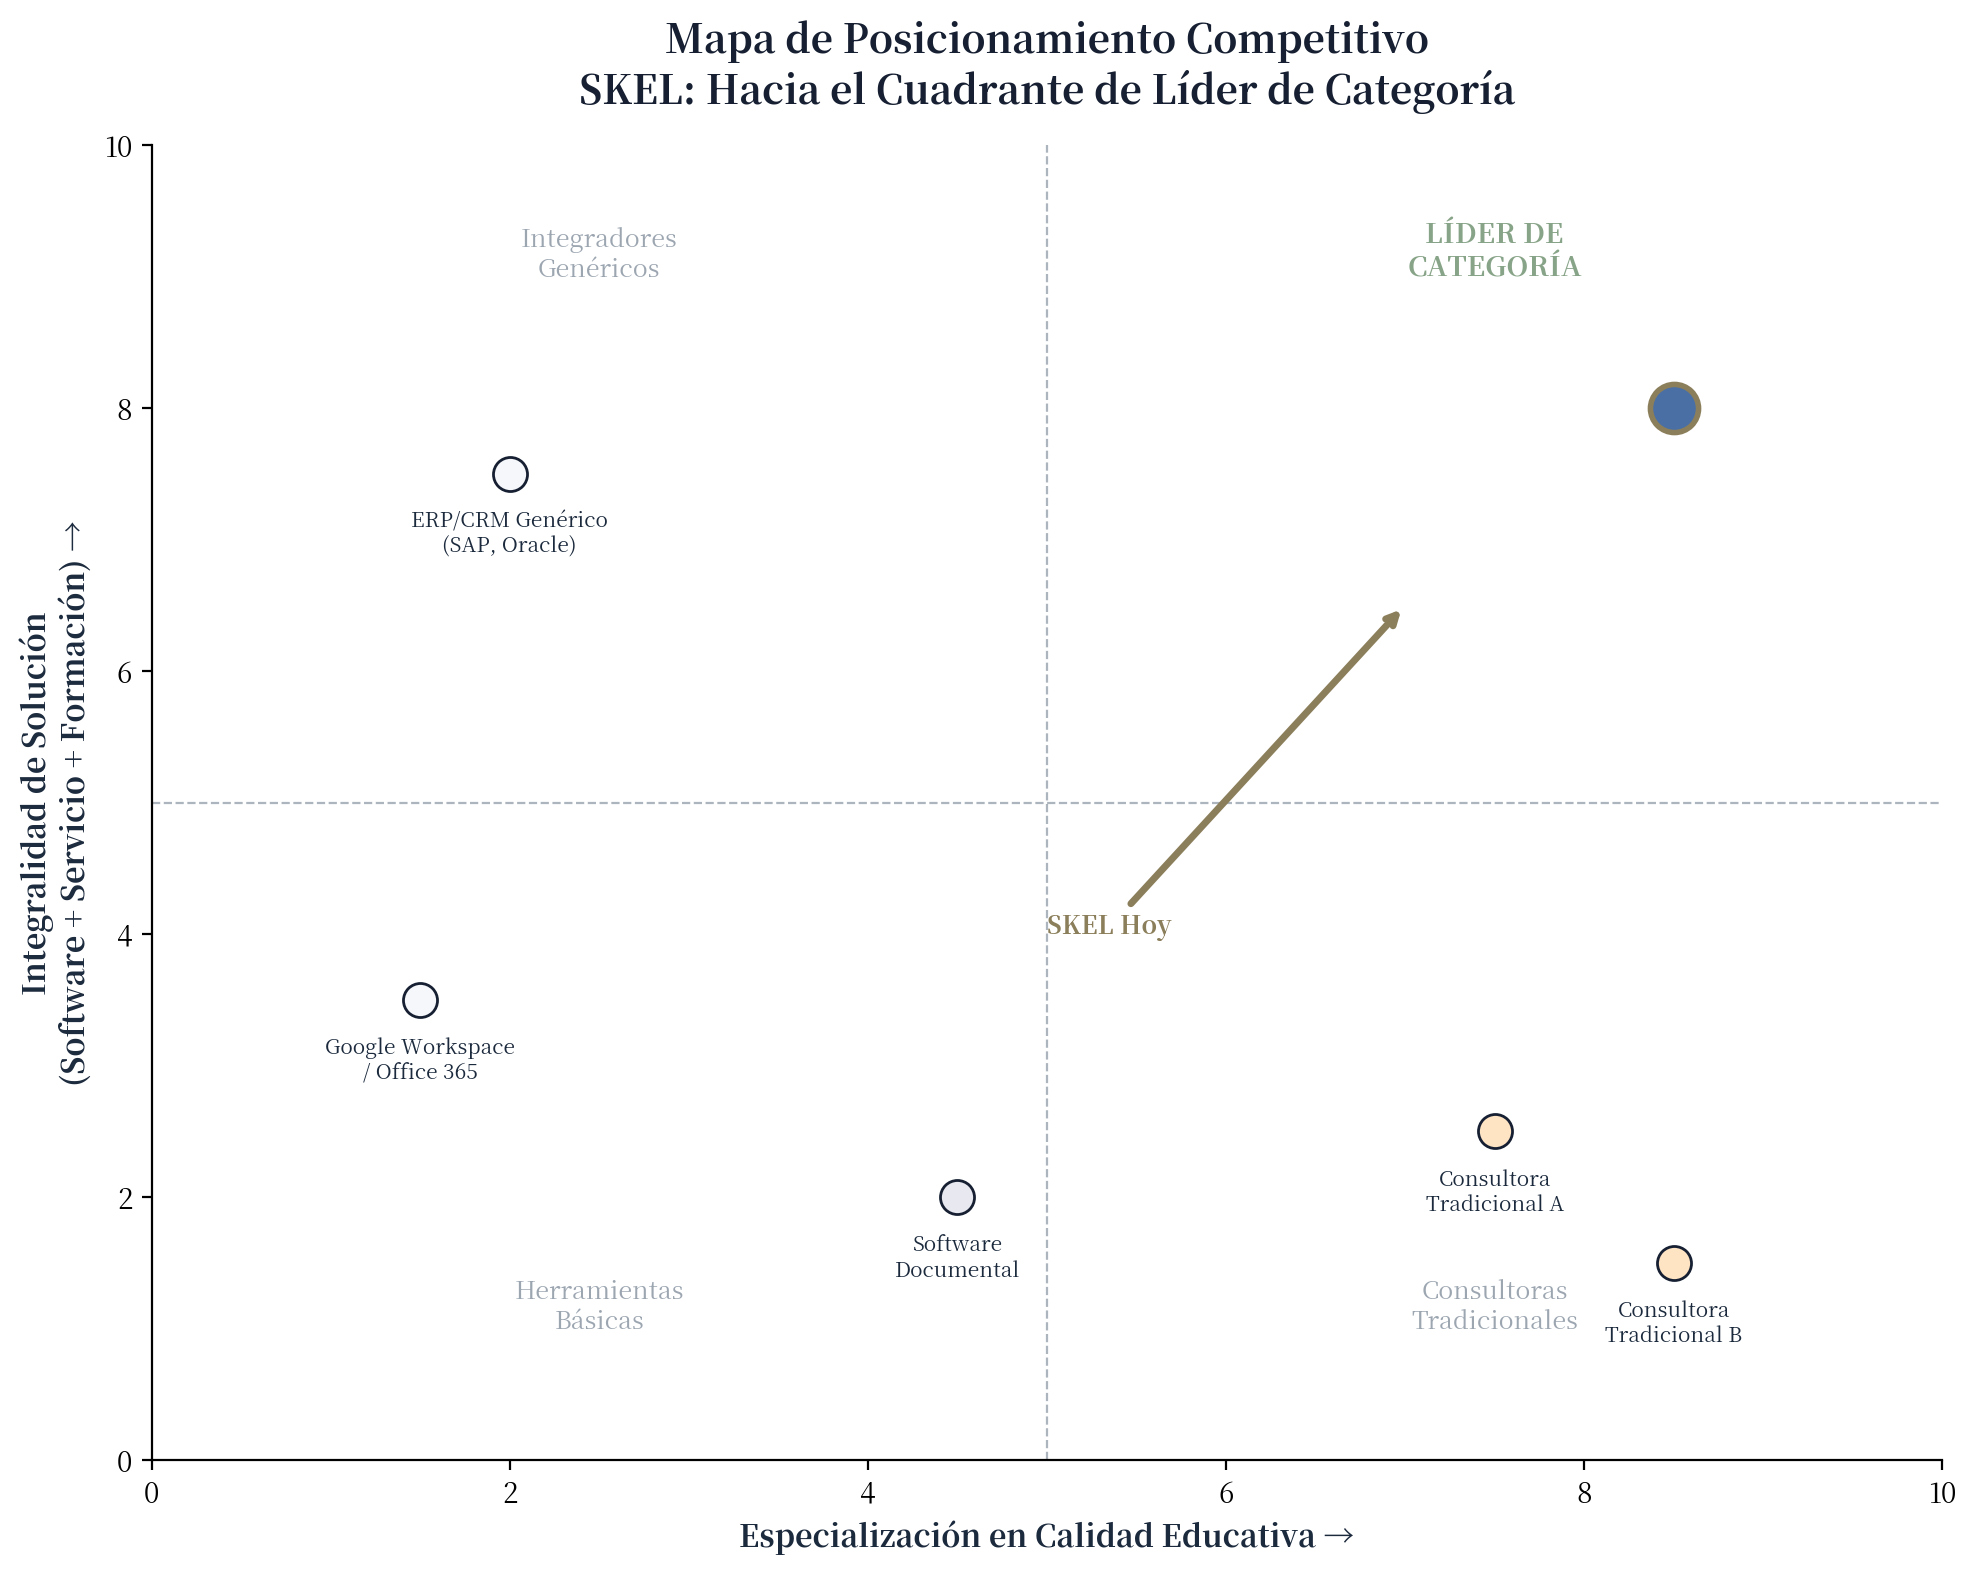 Mapa de Posicionamiento Competitivo
SKEL: Hacia el Cuadrante de Líder de Categoría
Integralidad de Solución
(Software + Servicio + Formación) →
10
8
6
4
2
0
Integradores
Genéricos
LÍDER DE
CATEGORÍA
ERP/CRM Genérico
(SAP, Oracle)
SKEL Hoy
Google Workspace
/ Office 365
Consultora
Tradicional A
Software
Documental
Herramientas
Básicas
Consultoras
Tradicionales
Consultora
Tradicional B
0
2
4
6
8
10
Especialización en Calidad Educativa →